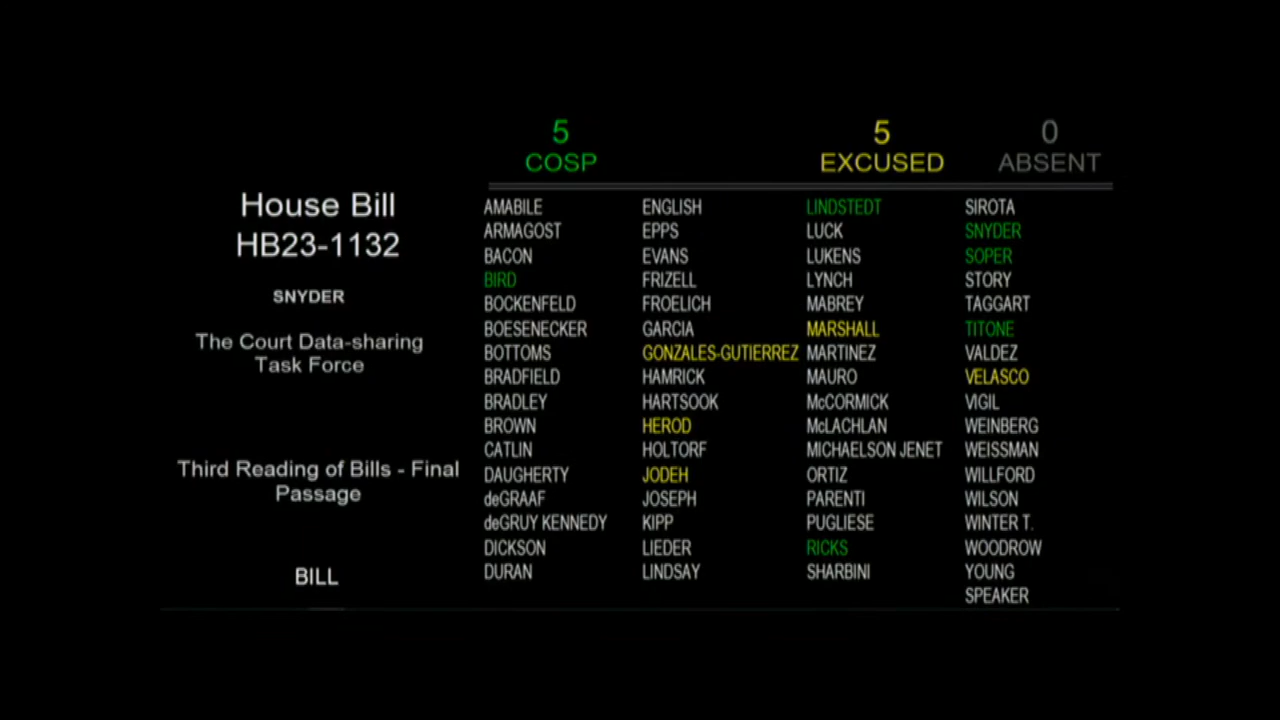 5
COSP
5
EXCUSED
0
ABSENT
House Bill
HB23-1132
SNYDER
The Court Data-sharing
Task Force
Third Reading of Bills - Final
Passage
BILL
AMABILE
ARMAGOST
BACON
BIRD
BOCKENFELD
BOESENECKER
BOTTOMS
BRADFIELD
BRADLEY
BROWN
CATLIN
DAUGHERTY
deGRAAF
deGRUY KENNEDY
DICKSON
DURAN
ENGLISH
EPPS
EVANS
FRIZELL
FROELICH
GARCIA
GONZALES-GUTIERREZ
HAMRICK
HARTSOOK
HEROD
HOLTORF
JODEH
JOSEPH
KIPP
LIEDER
LINDSAY
LINDSTEDT
LUCK
LUKENS
LYNCH
MABREY
MARSHALL
MARTINEZ
MAURO
McCORMICK
McLACHLAN
MICHAELSON JENET
ORTIZ
PARENTI
PUGLIESE
RICKS
SHARBINI
SIROTA
SNYDER
SOPER
STORY
TAGGART
TITONE
VALDEZ
VELASCO
VIGIL
WEINBERG
WEISSMAN
WILLFORD
WILSON
WINTER T.
WOODROW
YOUNG
SPEAKER